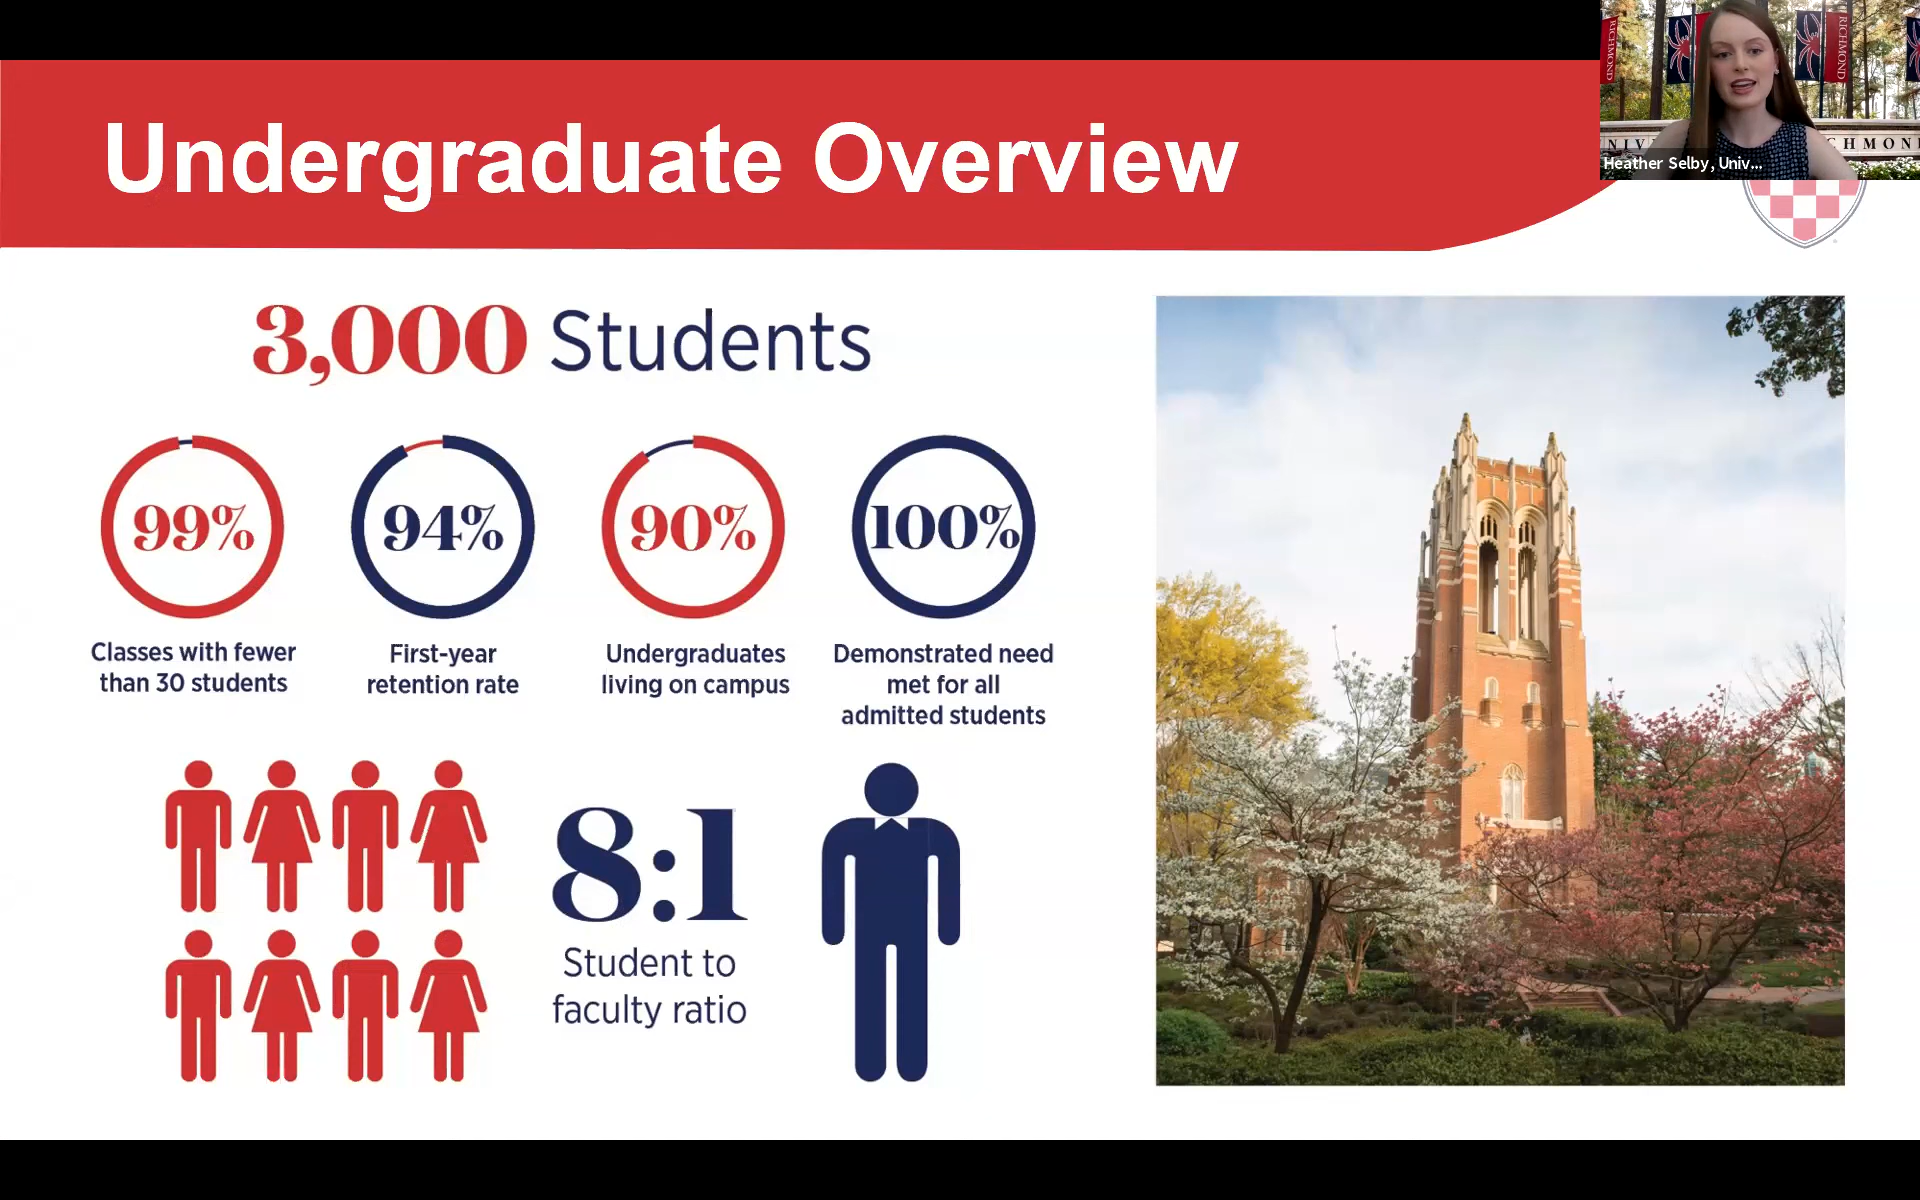 Undergraduate Overview
RICHMOND
RICHMOND
Heather Selby, Univ...
3,000 Students
99%
94%
90%
100%
Classes with fewer
than 30 students
First-year
retention rate
Undergraduates
living on campus
Demonstrated need
met for all
admitted students
8:1
Student to
faculty ratio